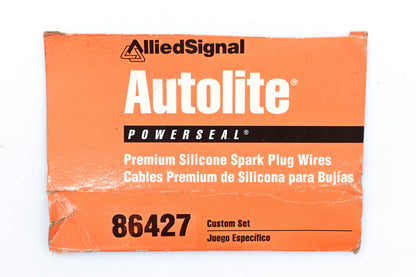 AlliedSignal
Autolite®
POWERSEAL®
Premium Silicone Spark Plug Wires
Cables Premium de Silicona para Bujías
86427
Custom Set
Juego Específico